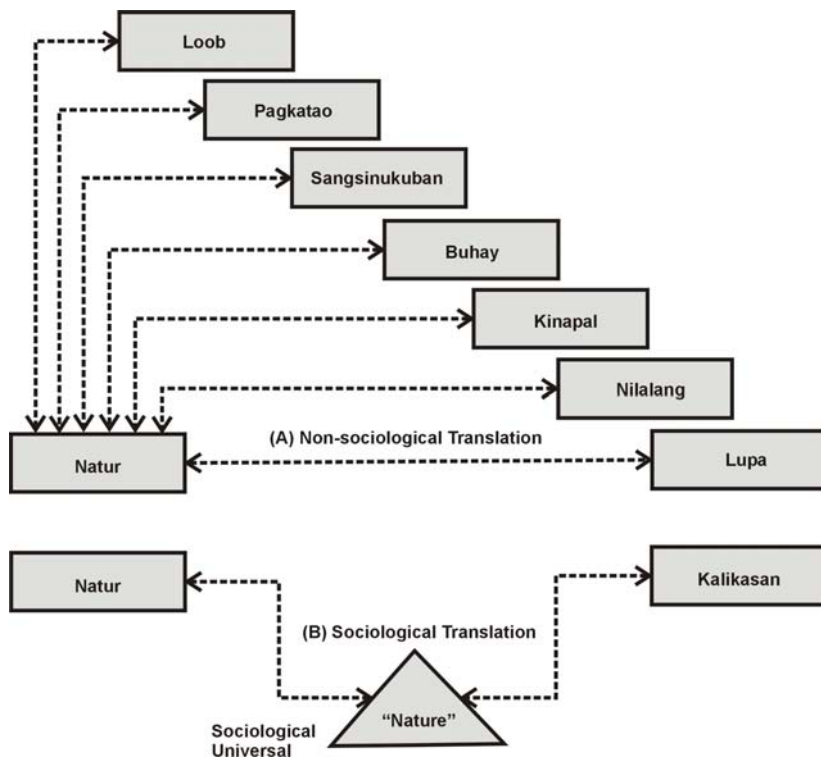 Loob
Pagkatao
Sangsinukuban
Buhay
Kinapal
Nilalang
(A) Non-sociological Translation
Natur
Lupa
Natur
Kalikasan
(B) Sociological Translation
“Nature”
Sociological
Universal